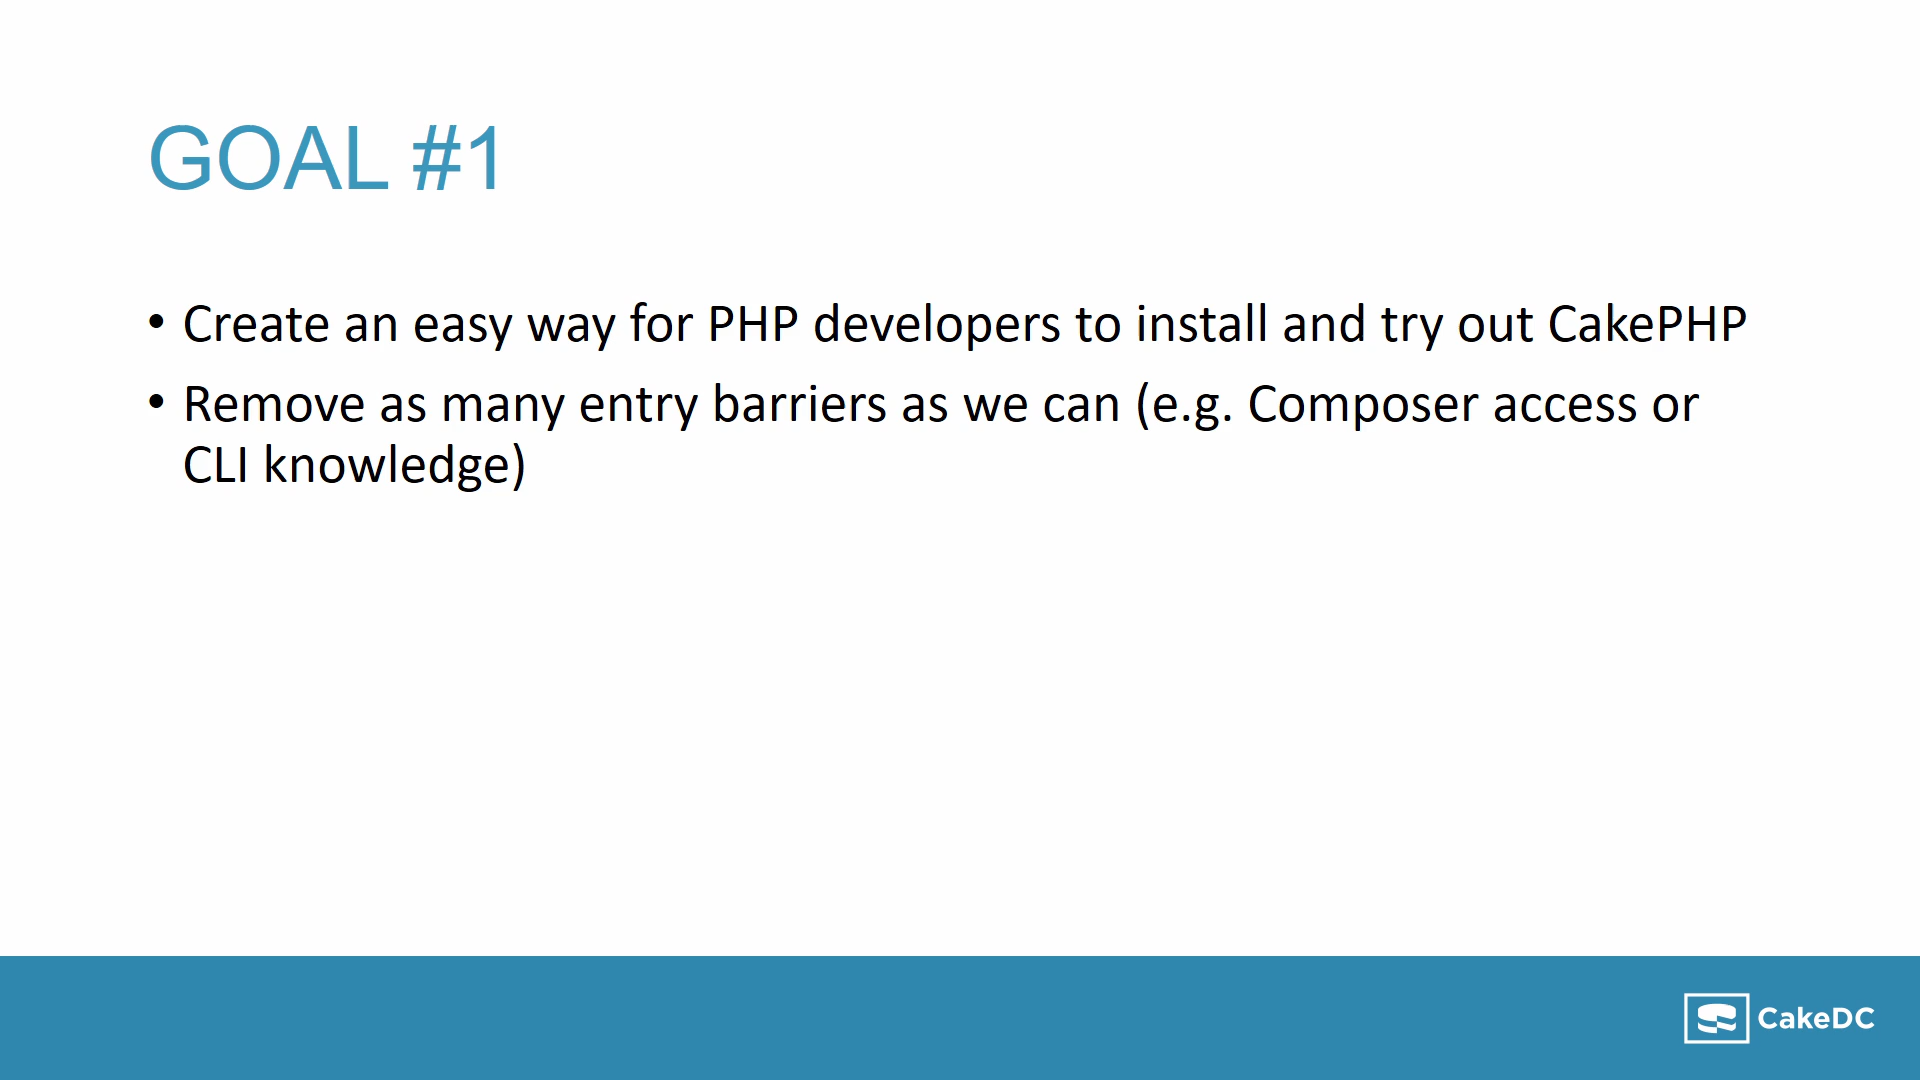 GOAL #1
• Create an easy way for PHP developers to install and try out CakePHP
• Remove as many entry barriers as we can (e.g. Composer access or
CLI knowledge)
CakeDC